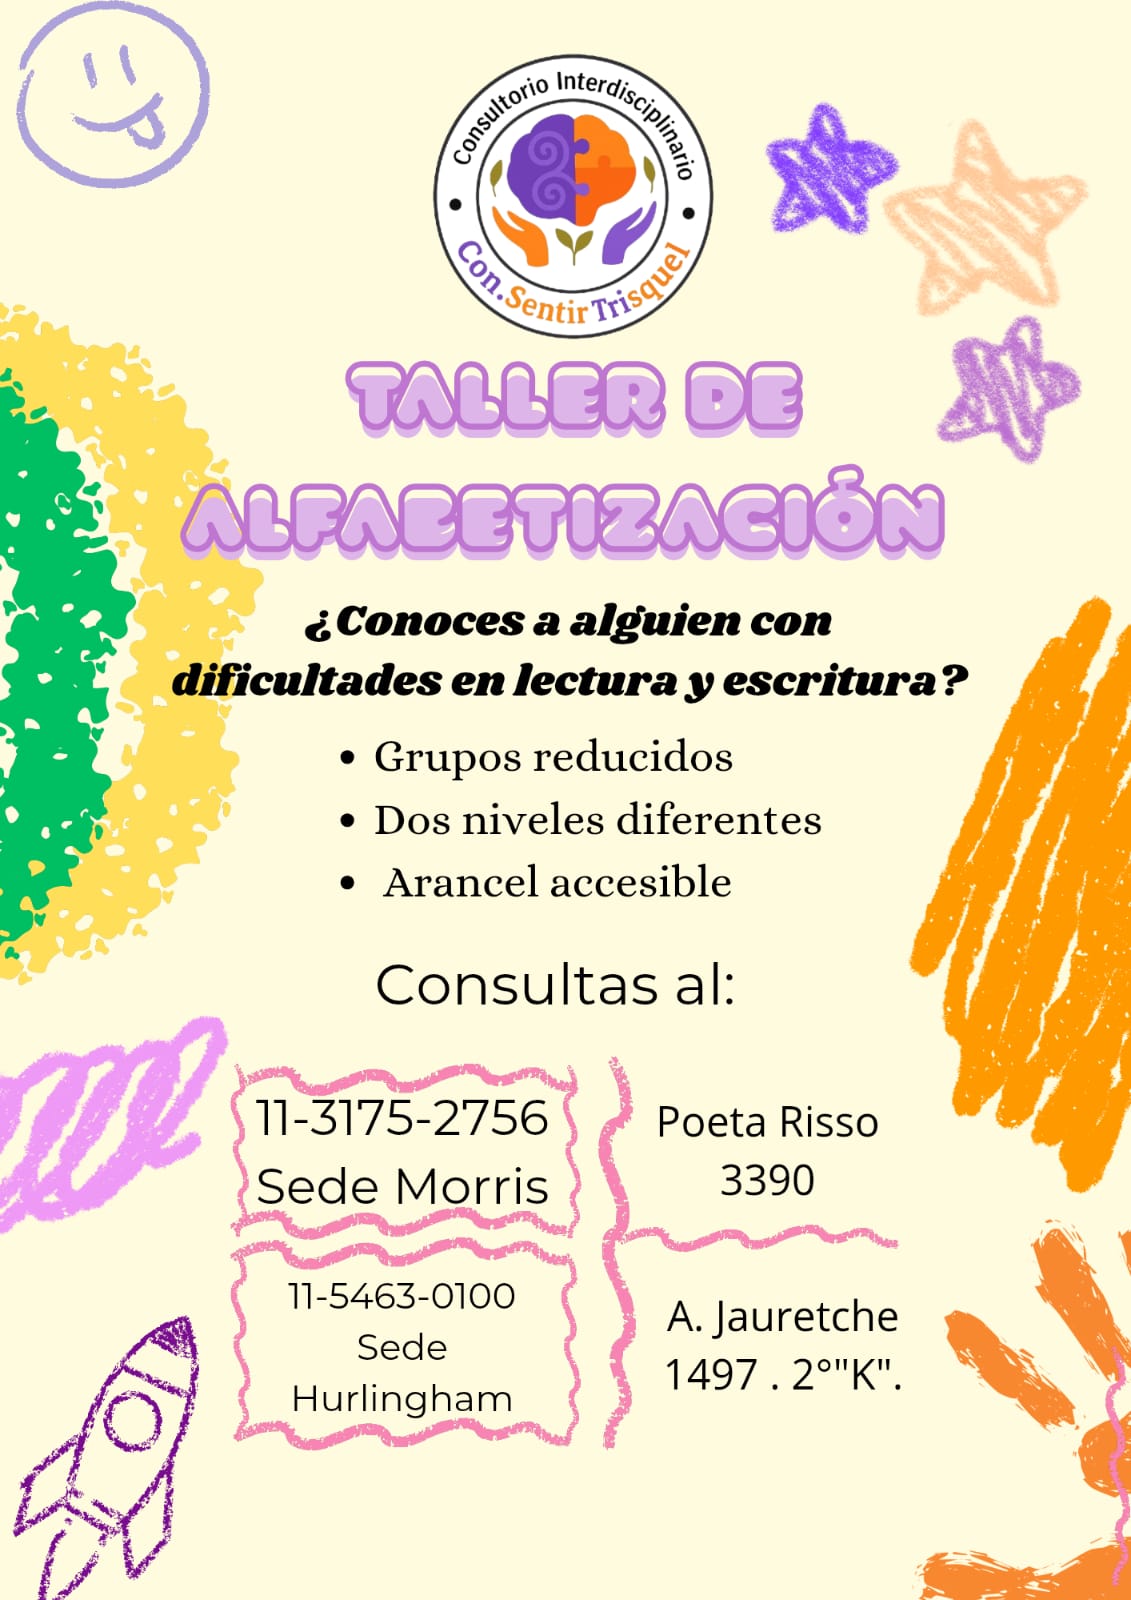 Consultorio Interdisciplinario
Con.Sentir Trisquel
TALLER DE
ALFABETIZACIÓN
¿Conoces a alguien con
dificultades en lectura y escritura?
• Grupos reducidos
• Dos niveles diferentes
• Arancel accesible
Consultas al:
11-3175-2756
Sede Morris
Poeta Risso
3390
11-5463-0100
Sede
Hurlingham
A. Jauretche
1497 . 2°"K".